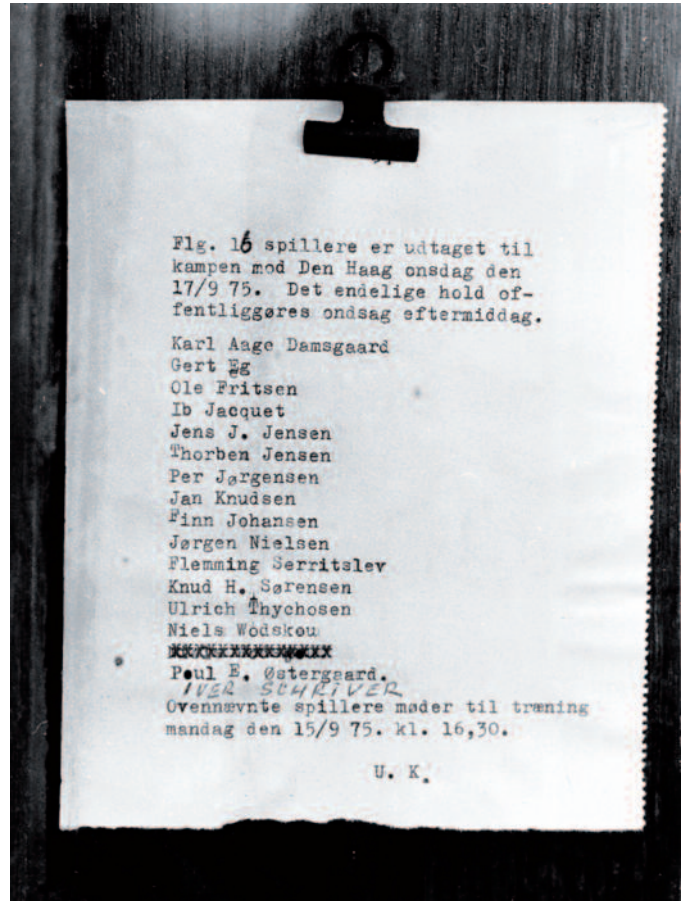 Flg. 16 spillere er udtaget til
kampen mod Den Haag onsdag den
17/9 75. Det endelige hold of-
fentliggøres ondsag eftermiddag.
Karl Aage Damsgaard
Gert Eg
Ole Fritsen
Ib Jacquet
Jens J. Jensen
Thorben Jensen
Per Jørgensen
Jan Knudsen
Finn Johansen
Jørgen Nielsen
Flemming Serritslev
Knud H. Sørensen
Ulrich Thychosen
Niels Wodskou
XXXXXXXXXXXXXXX
Poul E. Østergaard.
IVER SCHRIVER
Ovennævnte spillere møder til træning
mandag den 15/9 75. kl. 16,30.
U. K.